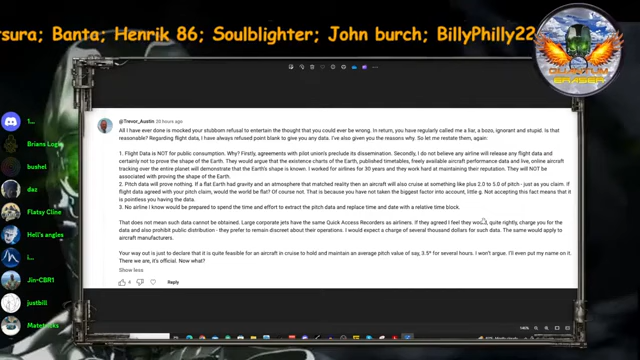 tsura; Banta; Henrik 86; Soulblighter; John burch; BillyPhilly22
QUANTUM
ERASER
@Trevor_Austin 20 hours ago
All I have ever done is mocked your stubborn refusal to entertain the thought that you could ever be wrong. In return, you have regularly called me a liar, a bozo, ignorant and stupid. Is that
reasonable? Regarding flight data, I have always refused point blank to give you any data. I've also given you the reasons why. So let me restate them, again:
1. Flight Data is NOT for public consumption. Why? Firstly, agreements with pilot's unions preclude its dissemination. Secondly, I do not believe any airline will release any flight data and
certainly not to prove the shape of the Earth. They would argue that the existence charts of the Earth, published timetables, freely available aircraft performance data and live, online aircraft
tracking over the entire planet will demonstrate that the Earth's shape is known. I worked for airlines for 30 years and they work hard at maintaining their reputation. They will NOT be
associated with proving the shape of the Earth.
2. Pitch data will prove nothing. If a flat Earth had gravity and an atmosphere that matched reality then an aircraft will also cruise at something like plus 2.0 to 5.0 of pitch - just as you claim. If
flight data agreed with your pitch claim, would the world be flat? Of course not. That is because you have not taken the biggest factor into account, little g. Not accepting this fact means that it
is pointless you having the data.
3. No airline I know would be prepared to spend the time and effort to extract the pitch data and replace time and date with a relative time block.
That does not mean such data cannot be obtained. Large corporate jets have the same Quick Access Recorders as airliners. If they agreed I feel they would, quite rightly, charge you for the
data and also prohibit public distribution - they prefer to remain discreet about their operations. I would expect a charge of several thousand dollars for such data. The same would apply to
aircraft manufacturers.
Your way out is just to declare that it is quite feasible for an aircraft in cruise to hold and maintain an average pitch value of say, 3.5° for several hours. I won't argue. I'll even put my name on it.
There we are, it's official. Now what?
Show less
4
Reply
1...
Brians Logic
bushel
daz
Flatsy Cline
Hell's angels
i...
Jin-CBR1
justbill
146%